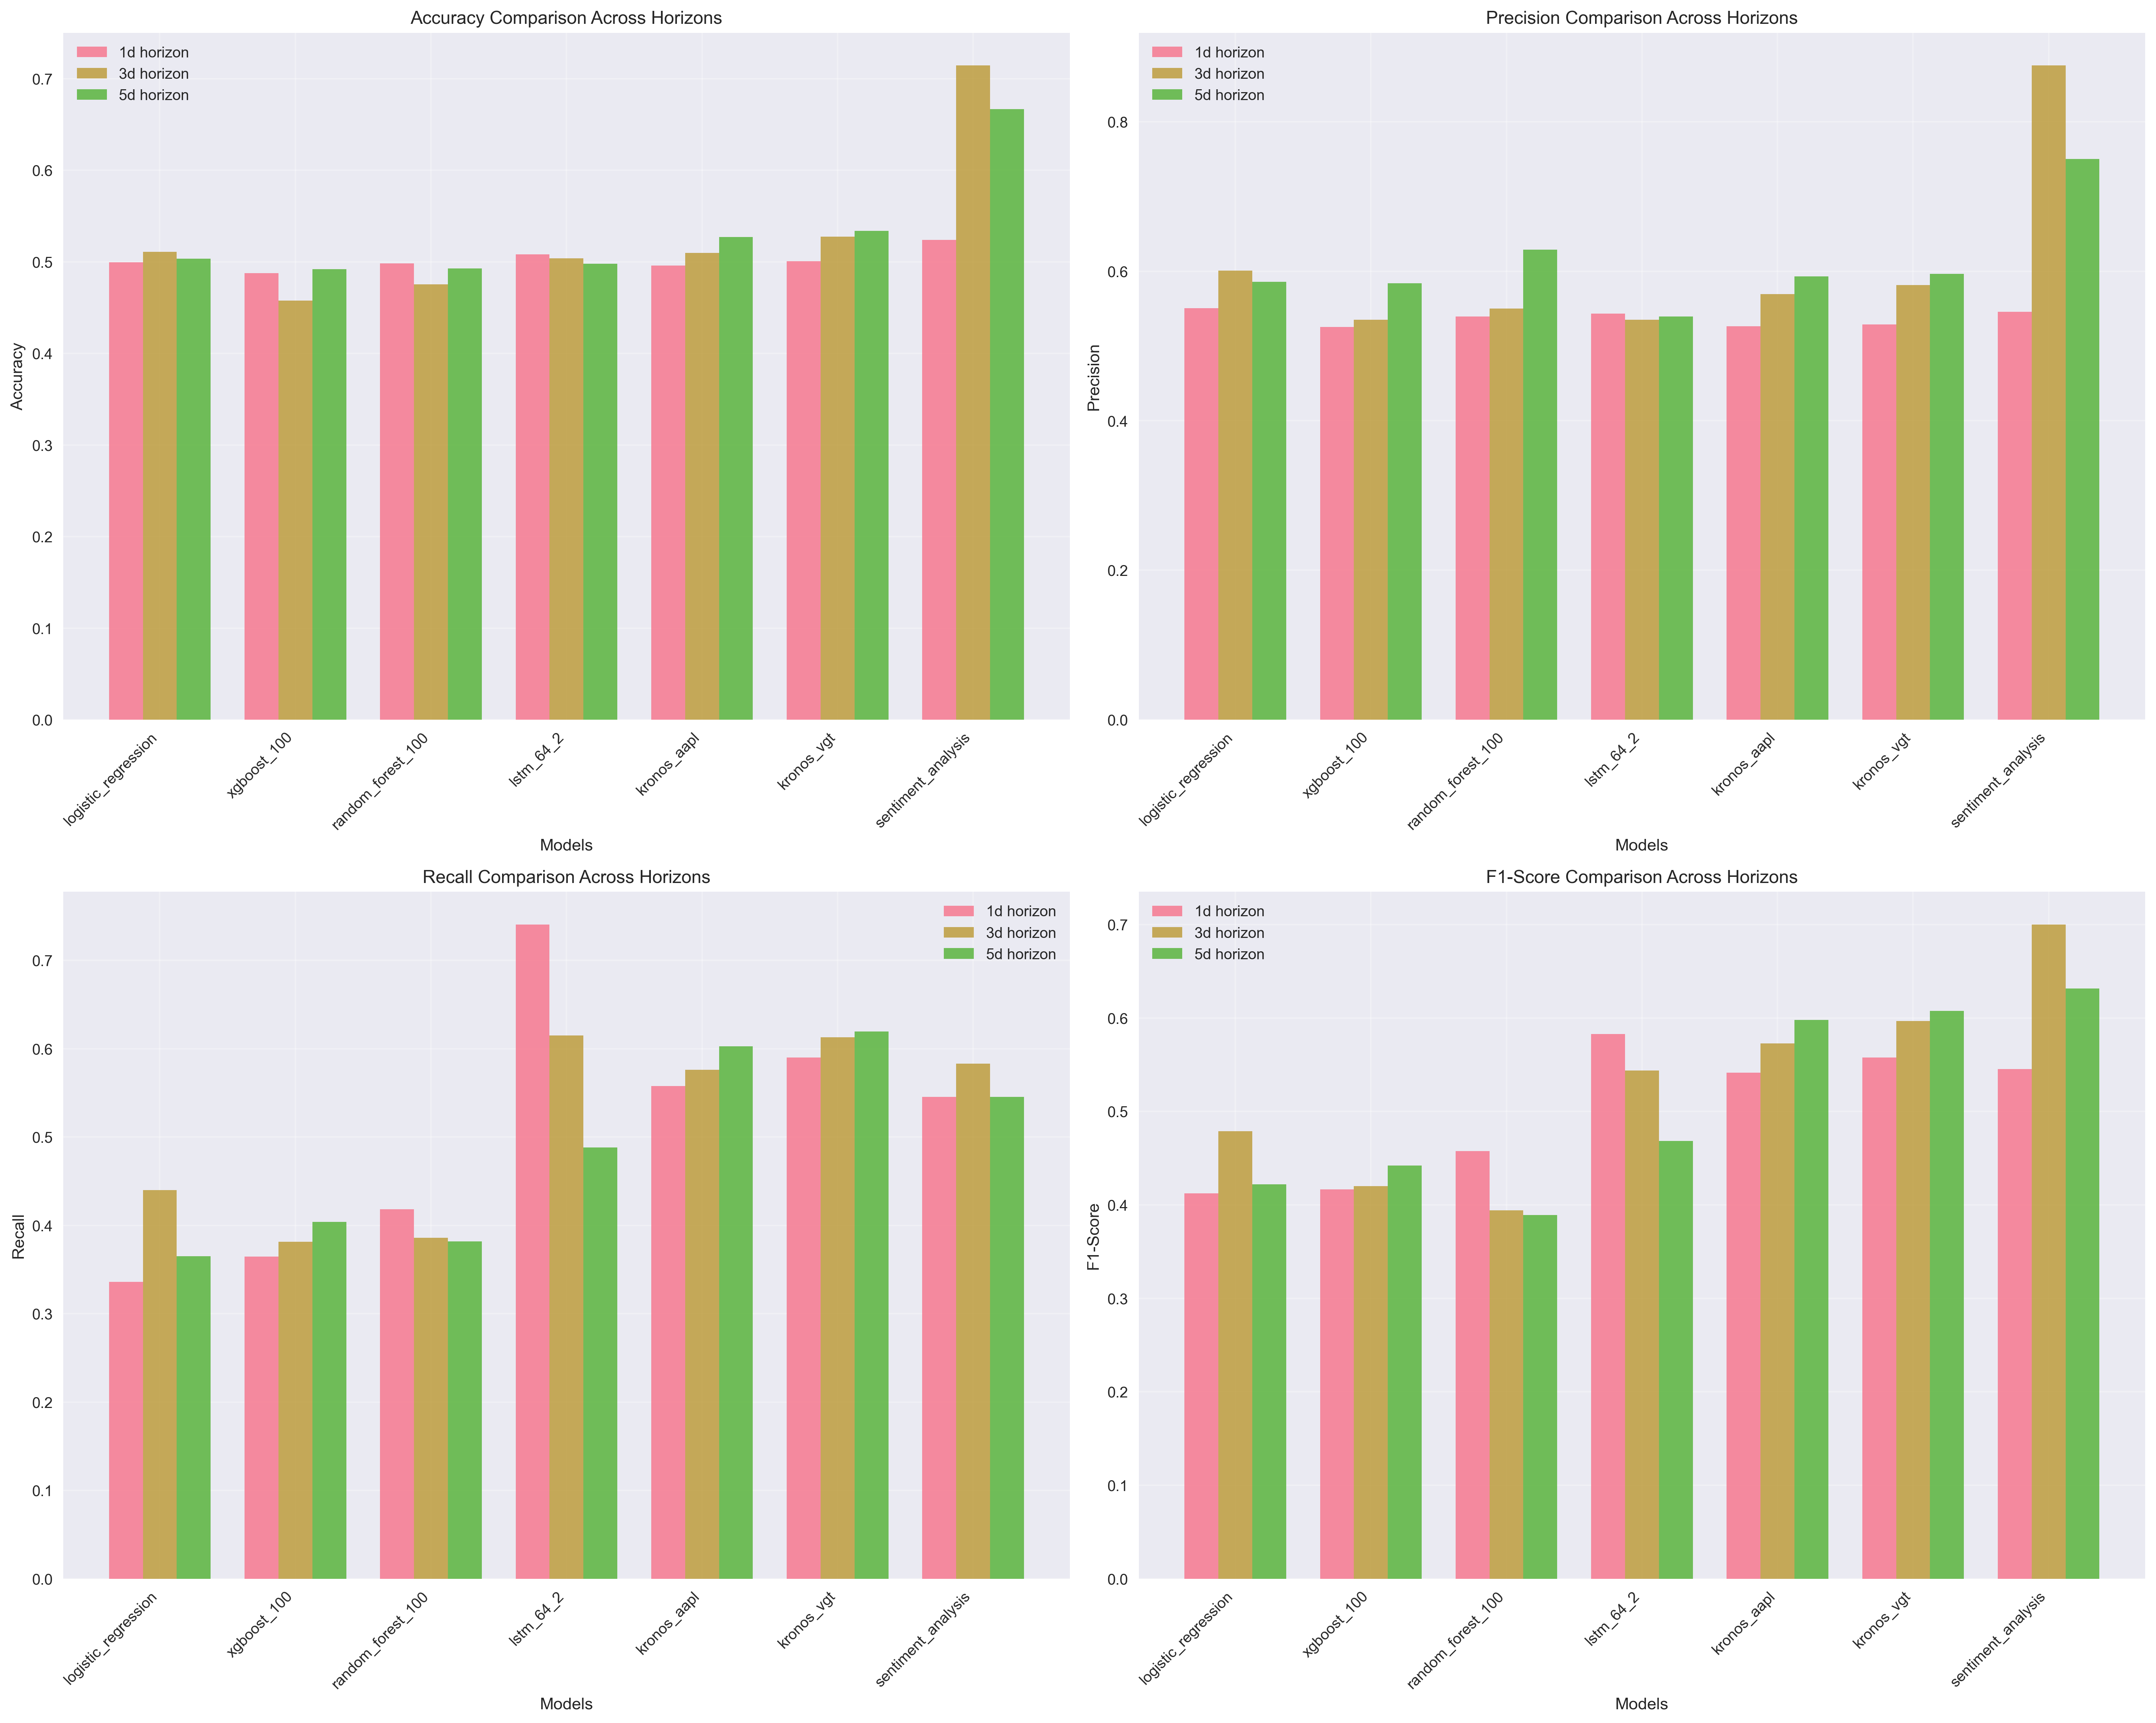 Accuracy Comparison Across Horizons
1d horizon
3d horizon
5d horizon
0.7
0.6
0.5
0.4
0.3
0.2
0.1
0.0
Accuracy
logistic_regression
xgboost_100
random_forest_100
lstm_64_2
kronos_aapl
kronos_vgt
sentiment_analysis
Models
Precision Comparison Across Horizons
1d horizon
3d horizon
5d horizon
0.8
0.6
0.4
0.2
0.0
Precision
logistic_regression
xgboost_100
random_forest_100
lstm_64_2
kronos_aapl
kronos_vgt
sentiment_analysis
Models
Recall Comparison Across Horizons
1d horizon
3d horizon
5d horizon
0.7
0.6
0.5
0.4
0.3
0.2
0.1
0.0
Recall
logistic_regression
xgboost_100
random_forest_100
lstm_64_2
kronos_aapl
kronos_vgt
sentiment_analysis
Models
F1-Score Comparison Across Horizons
1d horizon
3d horizon
5d horizon
0.7
0.6
0.5
0.4
0.3
0.2
0.1
0.0
F1-Score
logistic_regression
xgboost_100
random_forest_100
lstm_64_2
kronos_aapl
kronos_vgt
sentiment_analysis
Models